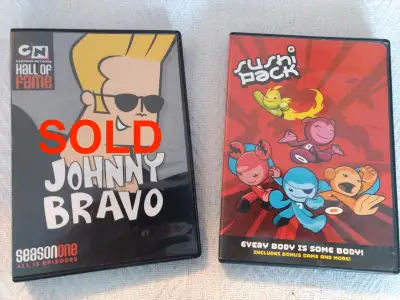 CN
CARTOON NETWORK
HALL OF
FAME
SOLD
JOHNNY
BRAVO
SEASON ONE
ALL 13 EPISODES
sushi
pack
EVERY BODY IS SOME BODY!
INCLUDES BONUS GAME AND MORE!